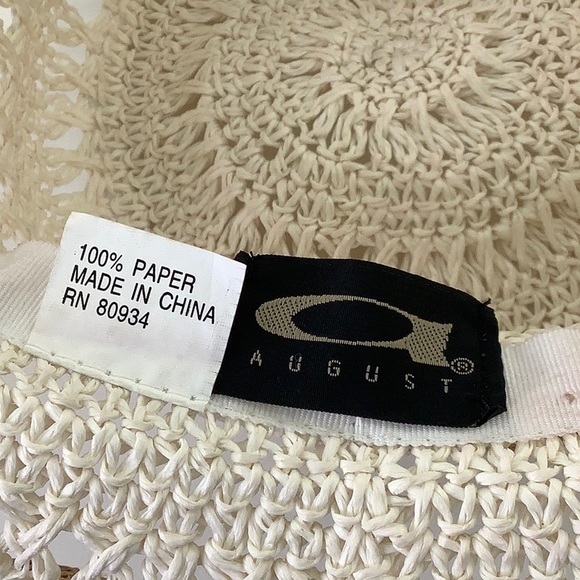 100% PAPER
MADE IN CHINA
RN 80934
AUGUST®